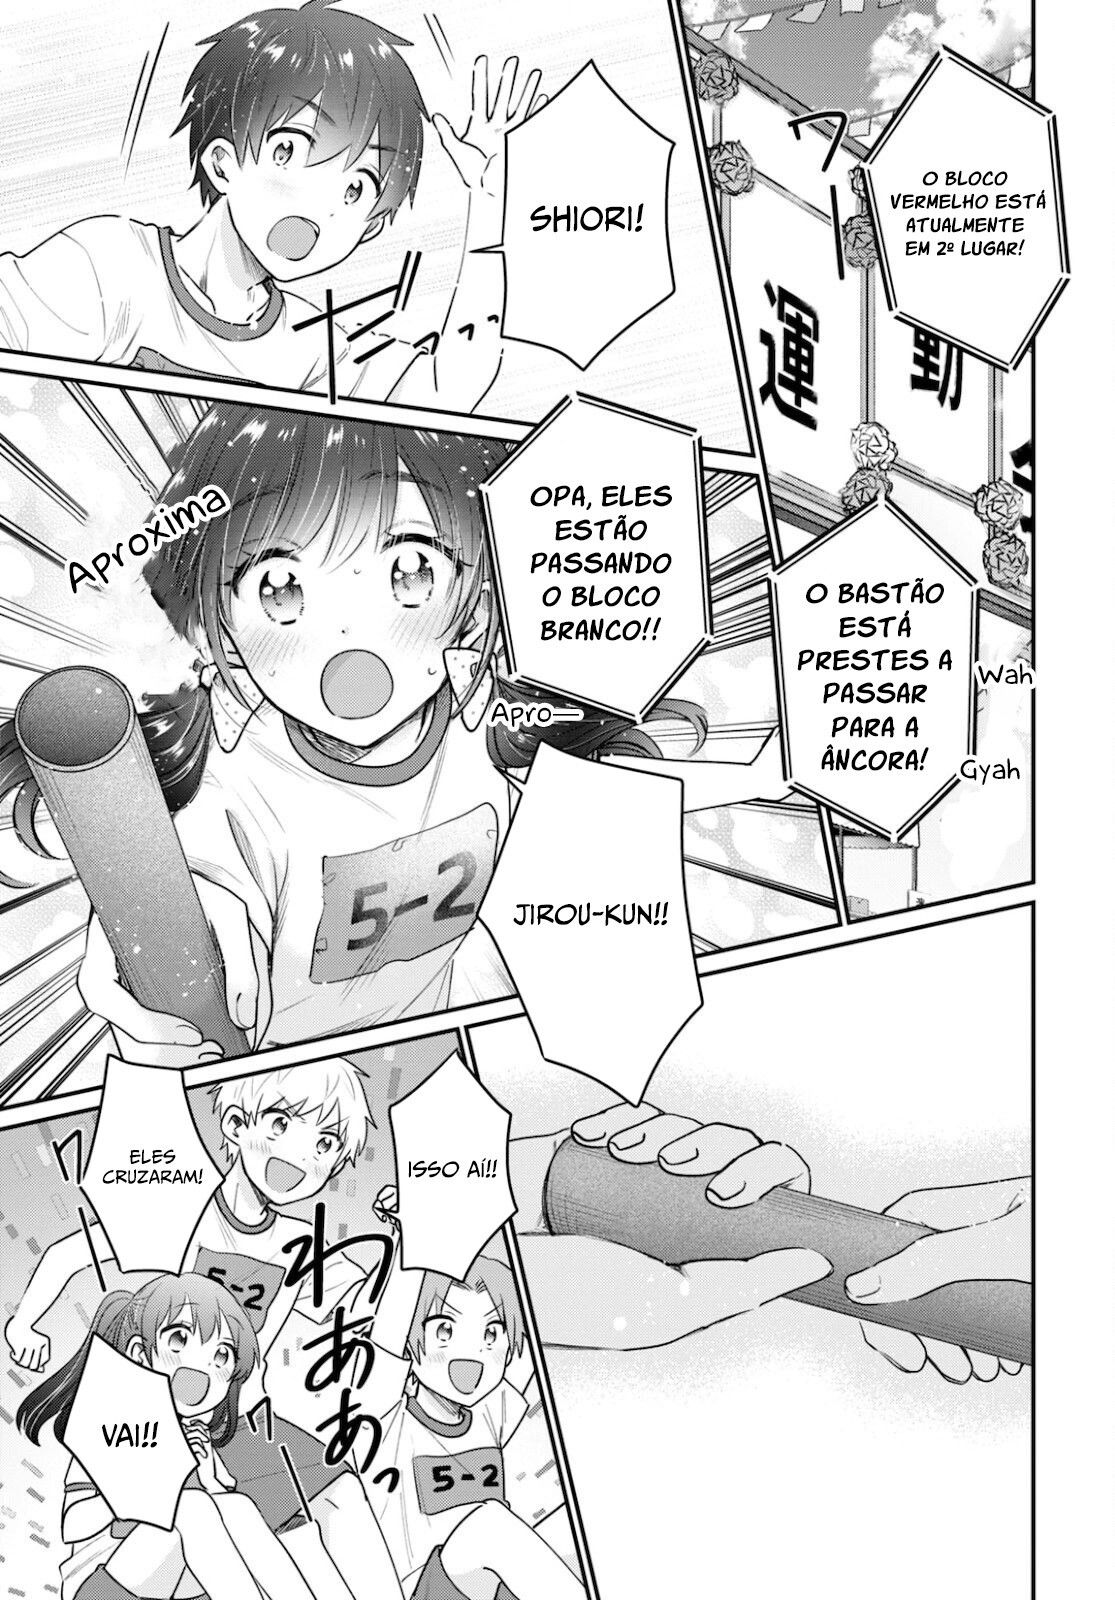 O BLOCO
VERMELHO ESTÁ
ATUALMENTE
EM 2º LUGAR!
運動
O BASTÃO
ESTÁ
PRESTES A
PASSAR
PARA A
ÂNCORA!
Wah
Gyah
SHIORI!
OPA, ELES
ESTÃO
PASSANDO
O BLOCO
BRANCO!!
Aproxima
Apro—
JIROU-KUN!!
5-2
ISSO AÍ!!
ELES
CRUZARAM!
わああぁっ
VAI!!
5-2
5-2